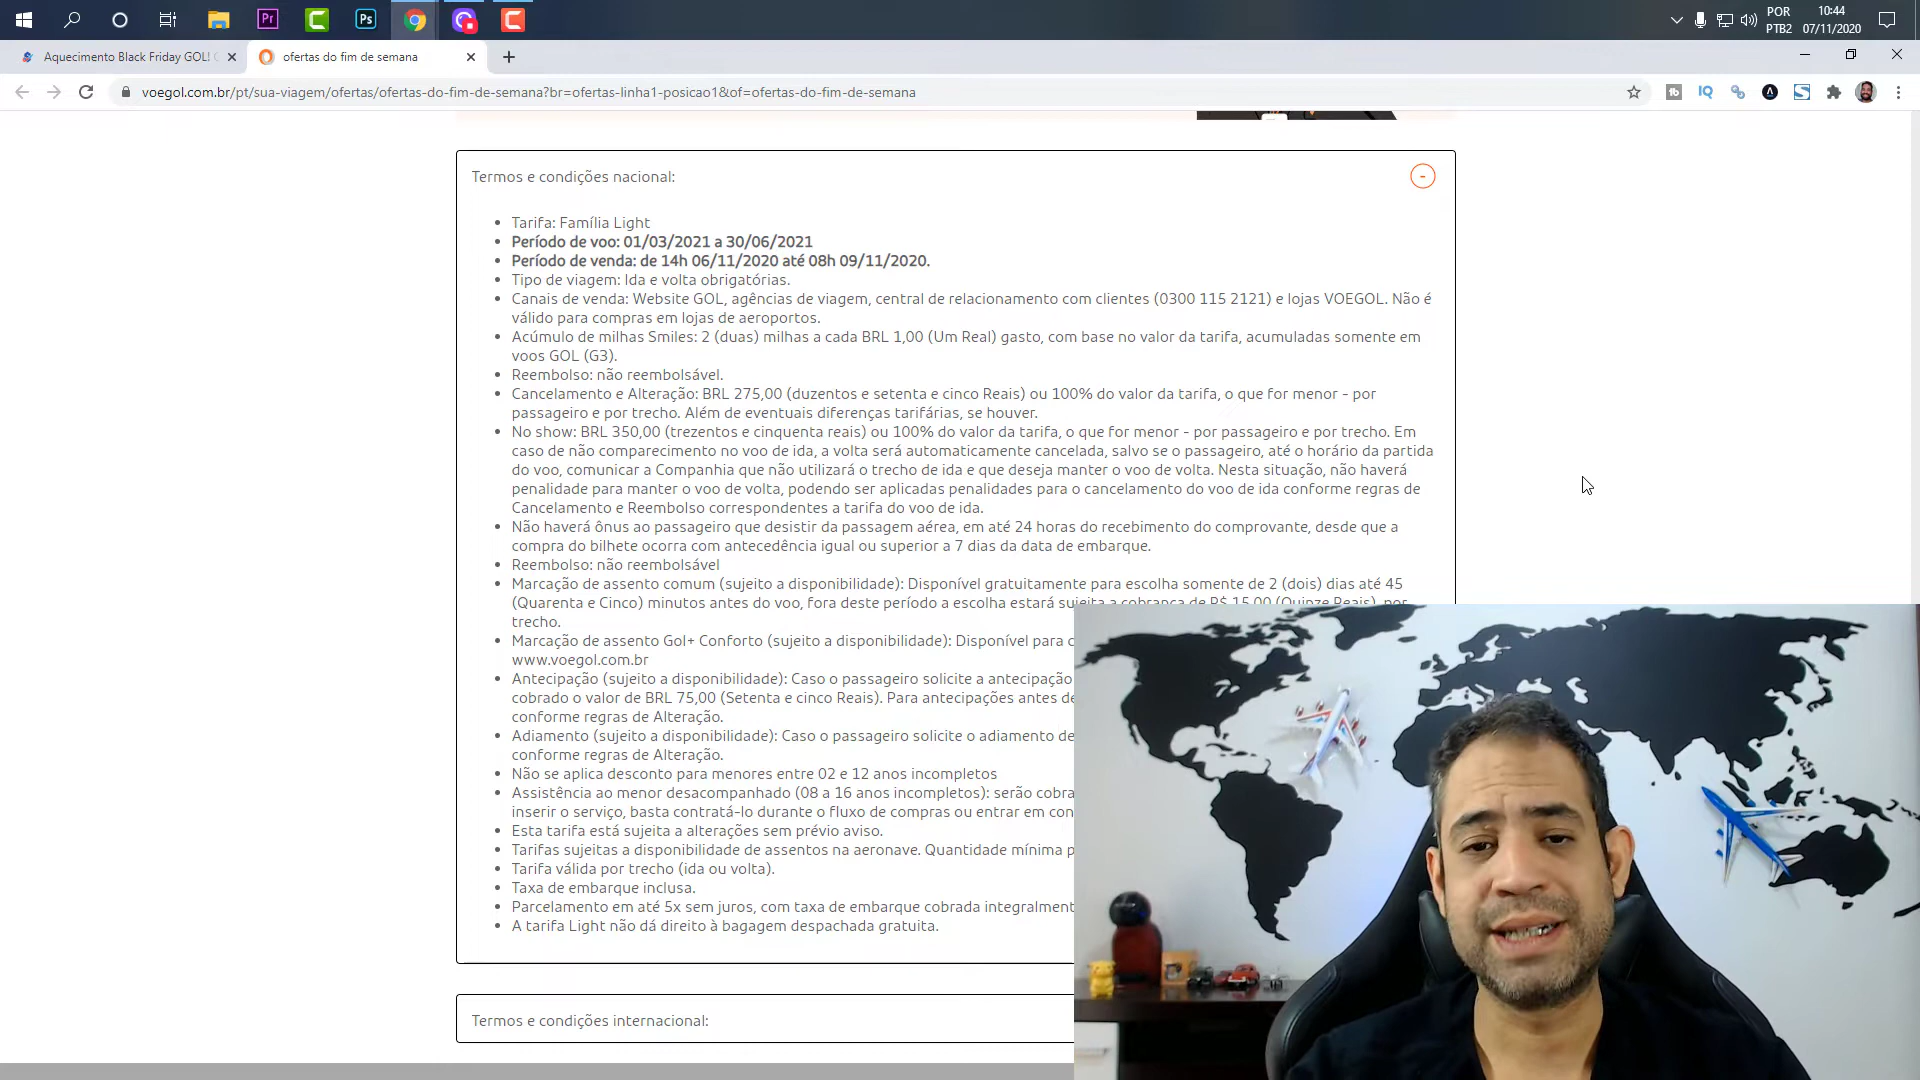 POR
10:44
PTB2
07/11/2020
Pr
Ps
Aquecimento Black Friday GOL!
ofertas do fim de semana
voegol.com.br/pt/sua-viagem/ofertas/ofertas-do-fim-de-semana?br=ofertas-linha1-posicao1&of=ofertas-do-fim-de-semana
IQ
Termos e condições nacional:
Tarifa: Família Light
Período de voo: 01/03/2021 a 30/06/2021
Período de venda: de 14h 06/11/2020 até 08h 09/11/2020.
Tipo de viagem: Ida e volta obrigatórias.
Canais de venda: Website GOL, agências de viagem, central de relacionamento com clientes (0300 115 2121) e lojas VOEGOL. Não é
válido para compras em lojas de aeroportos.
Acúmulo de milhas Smiles: 2 (duas) milhas a cada BRL 1,00 (Um Real) gasto, com base no valor da tarifa, acumuladas somente em
voos GOL (G3).
Reembolso: não reembolsável.
Cancelamento e Alteração: BRL 275,00 (duzentos e setenta e cinco Reais) ou 100% do valor da tarifa, o que for menor - por
passageiro e por trecho. Além de eventuais diferenças tarifárias, se houver.
No show: BRL 350,00 (trezentos e cinquenta reais) ou 100% do valor da tarifa, o que for menor - por passageiro e por trecho. Em
caso de não comparecimento no voo de ida, a volta será automaticamente cancelada, salvo se o passageiro, até o horário da partida
do voo, comunicar a Companhia que não utilizará o trecho de ida e que deseja manter o voo de volta. Nesta situação, não haverá
penalidade para manter o voo de volta, podendo ser aplicadas penalidades para o cancelamento do voo de ida conforme regras de
Cancelamento e Reembolso correspondentes a tarifa do voo de ida.
Não haverá ônus ao passageiro que desistir da passagem aérea, em até 24 horas do recebimento do comprovante, desde que a
compra do bilhete ocorra com antecedência igual ou superior a 7 dias da data de embarque.
Reembolso: não reembolsável
Marcação de assento comum (sujeito a disponibilidade): Disponível gratuitamente para escolha somente de 2 (dois) dias até 45
(Quarenta e Cinco) minutos antes do voo, fora deste período a escolha estará sujeita a cobrança de R$ 15,00 (Quinze Reais), por
trecho.
Marcação de assento Gol+ Conforto (sujeito a disponibilidade): Disponível para
www.voegol.com.br
Antecipação (sujeito a disponibilidade): Caso o passageiro solicite a antecipação
cobrado o valor de BRL 75,00 (Setenta e cinco Reais). Para antecipações antes
conforme regras de Alteração.
Adiamento (sujeito a disponibilidade): Caso o passageiro solicite o adiamento
conforme regras de Alteração.
Não se aplica desconto para menores entre 02 e 12 anos incompletos
Assistência ao menor desacompanhado (08 a 16 anos incompletos): serão
inserir o serviço, basta contratá-lo durante o fluxo de compras ou entrar em
Esta tarifa está sujeita a alterações sem prévio aviso.
Tarifas sujeitas a disponibilidade de assentos na aeronave. Quantidade mínima
Tarifa válida por trecho (ida ou volta).
Taxa de embarque inclusa.
Parcelamento em até 5x sem juros, com taxa de embarque cobrada
A tarifa Light não dá direito à bagagem despachada gratuita.
Termos e condições internacional: